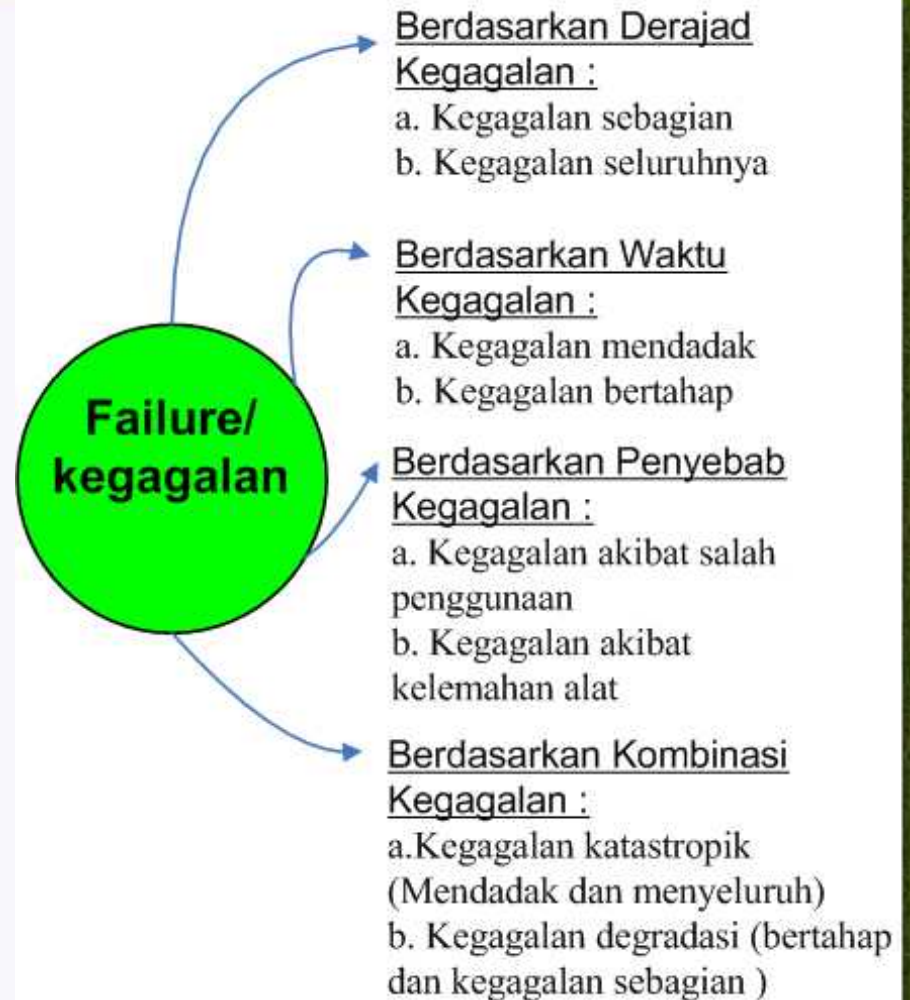 Failure/
kegagalan
Berdasarkan Derajad
Kegagalan :
a. Kegagalan sebagian
b. Kegagalan seluruhnya
Berdasarkan Waktu
Kegagalan :
a. Kegagalan mendadak
b. Kegagalan bertahap
Berdasarkan Penyebab
Kegagalan :
a. Kegagalan akibat salah
penggunaan
b. Kegagalan akibat
kelemahan alat
Berdasarkan Kombinasi
Kegagalan :
a.Kegagalan katastropik
(Mendadak dan menyeluruh)
b. Kegagalan degradasi (bertahap
dan kegagalan sebagian )